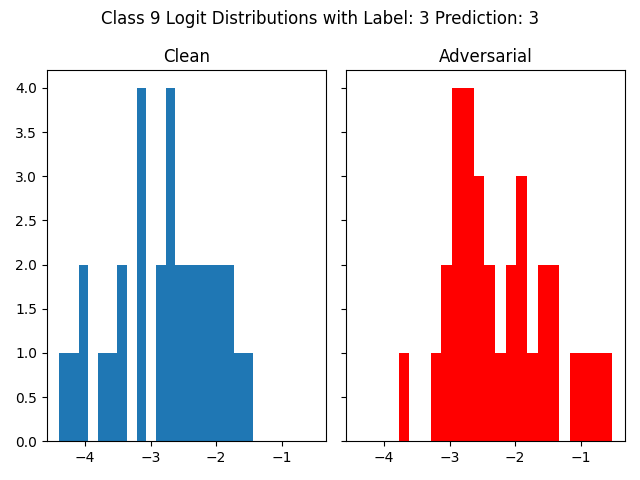 Class 9 Logit Distributions with Label: 3 Prediction: 3
Clean
Adversarial
4.0
3.5
3.0
2.5
2.0
1.5
1.0
0.5
0.0
−4 −3 −2 −1
−4 −3 −2 −1